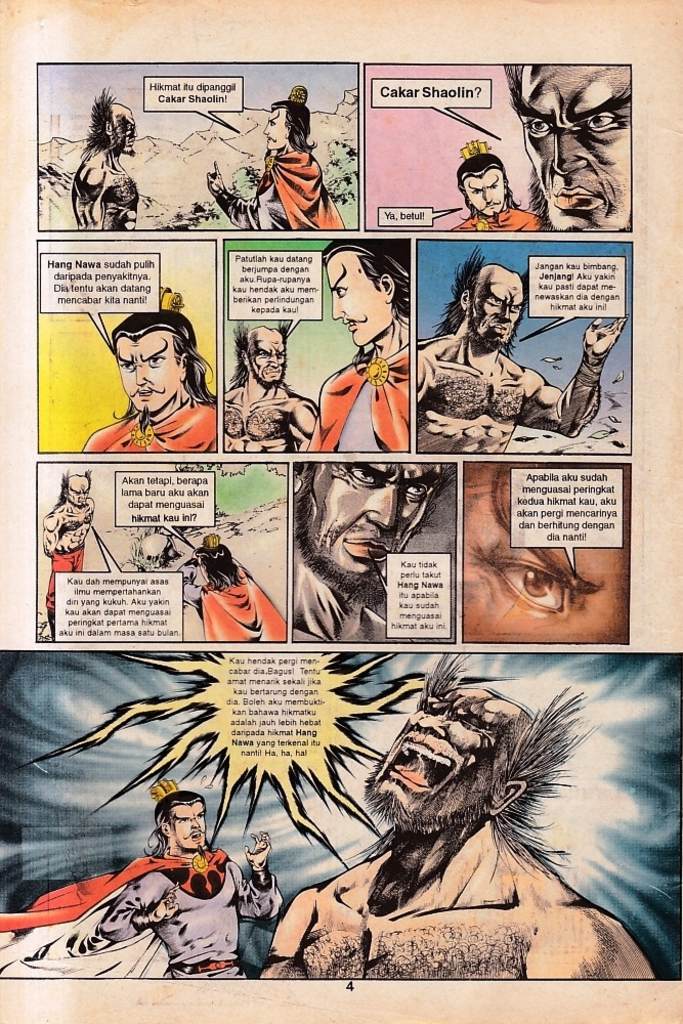 Hikmat itu dipanggil
Cakar Shaolin!
Cakar Shaolin?
Ya, betul!
Hang Nawa sudah pulih
daripada penyakitnya.
Dia tentu akan datang
mencabar kita nanti!
Patutlah kau datang
berjumpa dengan
aku.Rupa-rupanya
kau hendak aku mem-
berikan perlindungan
kepada kau!
Jangan kau bimbang,
Jenjang! Aku yakin
kau pasti dapat me-
newaskan dia dengan
hikmat aku ini!
Akan tetapi, berapa
lama baru aku akan
dapat menguasai
hikmat kau ini?
Kau dah mempunyai asas
ilmu mempertahankan
diri yang kukuh. Aku yakin
kau akan dapat menguasai
peringkat pertama hikmat
aku ini dalam masa satu bulan.
Kau tidak
perlu takut
Hang Nawa
itu apabila
kau sudah
menguasai
hikmat aku ini.
Apabila aku sudah
menguasai peringkat
kedua hikmat kau, aku
akan pergi mencarinya
dan berhitung dengan
dia nanti!
Kau hendak pergi men-
cabar dia.Bagus! Tentu
amat menarik sekali jika
kau bertarung dengan
dia. Boleh aku membukti-
kan bahawa hikmatku
adalah jauh lebih hebat
daripada hikmat Hang
Nawa yang terkenal itu
nanti! Ha, ha, ha!
4